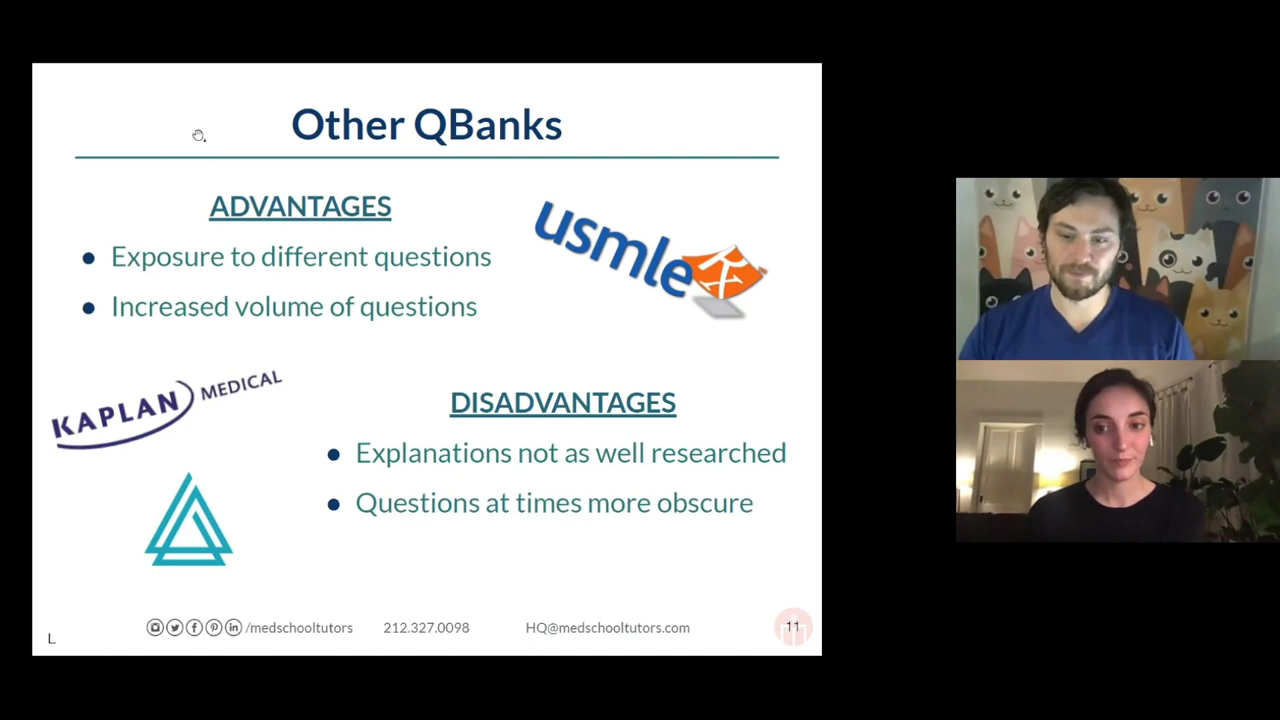 Other QBanks
ADVANTAGES
● Exposure to different questions
● Increased volume of questions
usmle
Rx
KAPLAN MEDICAL
DISADVANTAGES
● Explanations not as well researched
● Questions at times more obscure
L
/medschooltutors 212.327.0098 HQ@medschooltutors.com 11